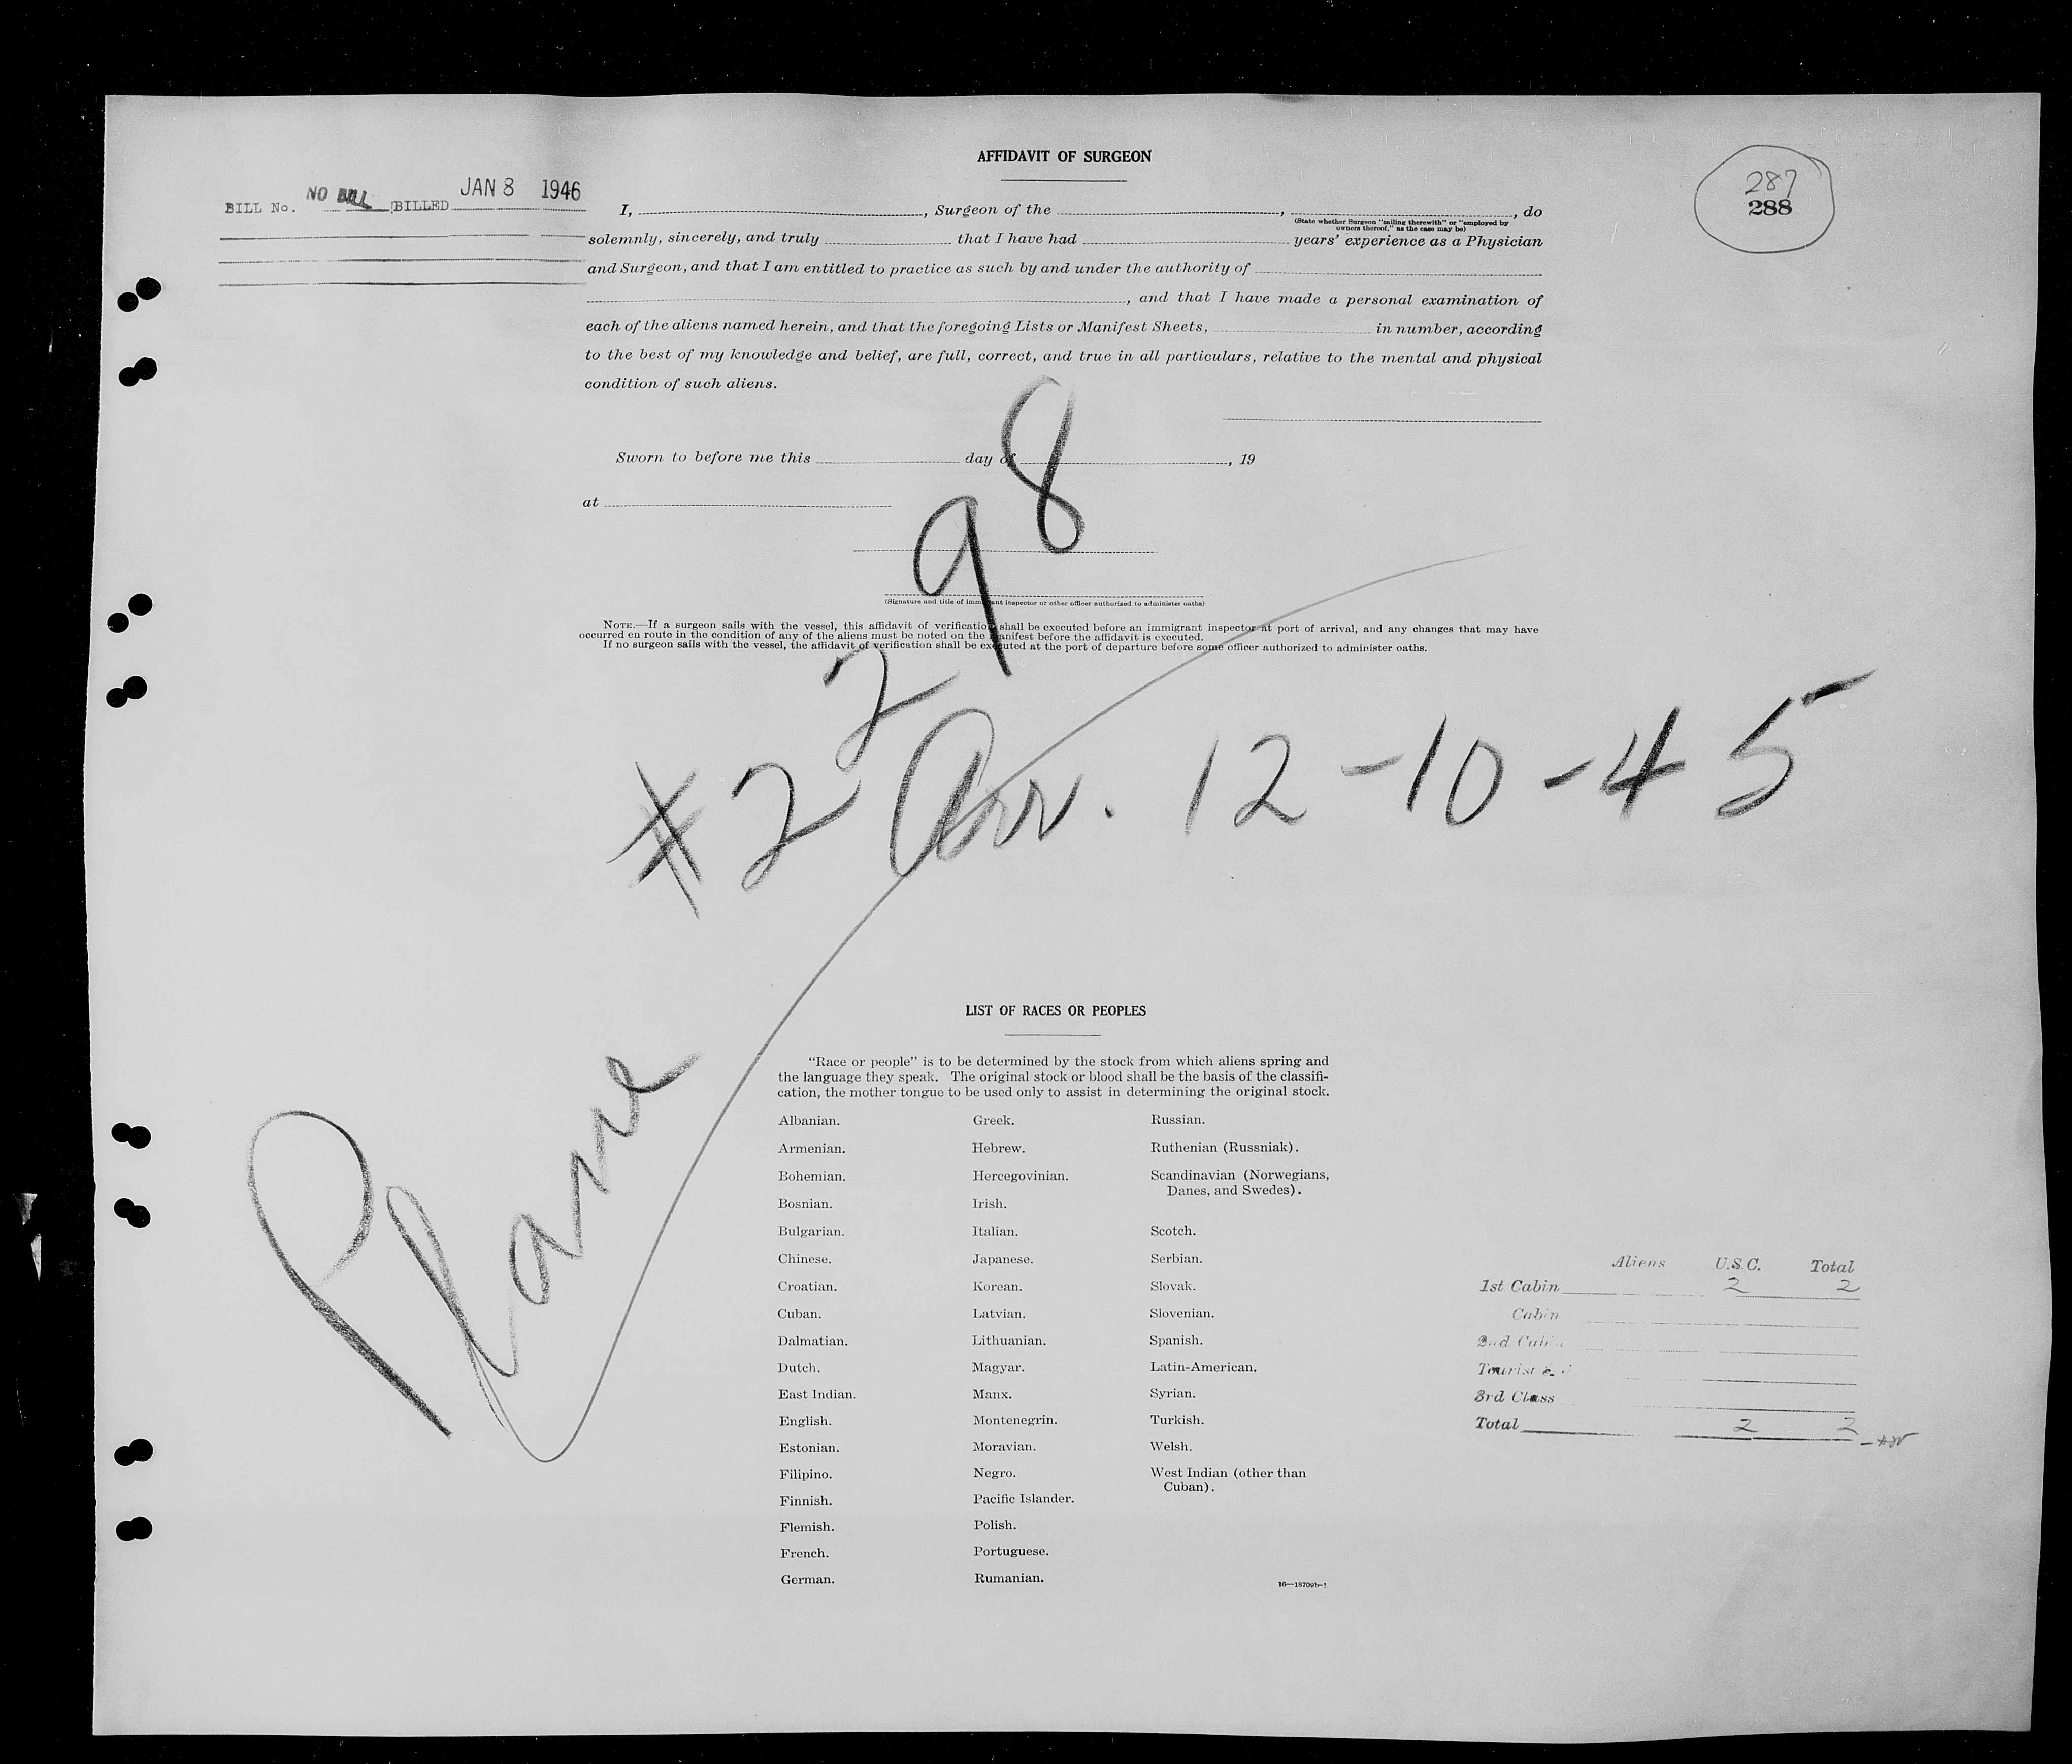 AFFIDAVIT OF SURGEON
287
288
BILL No. NO BILL BILLED JAN 8 1946
I, , Surgeon of the , , do
(State whether Surgeon "sailing therewith" or "employed by
owners thereof," as the case may be)
solemnly, sincerely, and truly that I have had years' experience as a Physician
and Surgeon, and that I am entitled to practice as such by and under the authority of
, and that I have made a personal examination of
each of the aliens named herein, and that the foregoing Lists or Manifest Sheets, in number, according
to the best of my knowledge and belief, are full, correct, and true in all particulars, relative to the mental and physical
condition of such aliens.
Sworn to before me this day of , 19
at
(Signature and title of immigrant inspector or other officer authorized to administer oaths)
NOTE.—If a surgeon sails with the vessel, this affidavit of verification shall be executed before an immigrant inspector at port of arrival, and any changes that may have
occurred en route in the condition of any of the aliens must be noted on the manifest before the affidavit is executed.
If no surgeon sails with the vessel, the affidavit of verification shall be executed at the port of departure before some officer authorized to administer oaths.
#2298
Arr. 12-10-45
Plane
LIST OF RACES OR PEOPLES
"Race or people" is to be determined by the stock from which aliens spring and
the language they speak. The original stock or blood shall be the basis of the classifi-
cation, the mother tongue to be used only to assist in determining the original stock.
Albanian.
Armenian.
Bohemian.
Bosnian.
Bulgarian.
Chinese.
Croatian.
Cuban.
Dalmatian.
Dutch.
East Indian.
English.
Estonian.
Filipino.
Finnish.
Flemish.
French.
German.
Greek.
Hebrew.
Hercegovinian.
Irish.
Italian.
Japanese.
Korean.
Latvian.
Lithuanian.
Magyar.
Manx.
Montenegrin.
Moravian.
Negro.
Pacific Islander.
Polish.
Portuguese.
Rumanian.
Russian.
Ruthenian (Russniak).
Scandinavian (Norwegians,
Danes, and Swedes).
Scotch.
Serbian.
Slovak.
Slovenian.
Spanish.
Latin-American.
Syrian.
Turkish.
Welsh.
West Indian (other than
Cuban).
Aliens U.S.C. Total
1st Cabin 2 2
Cabin
2nd Cabin
Tourist
3rd Class
Total 2 2